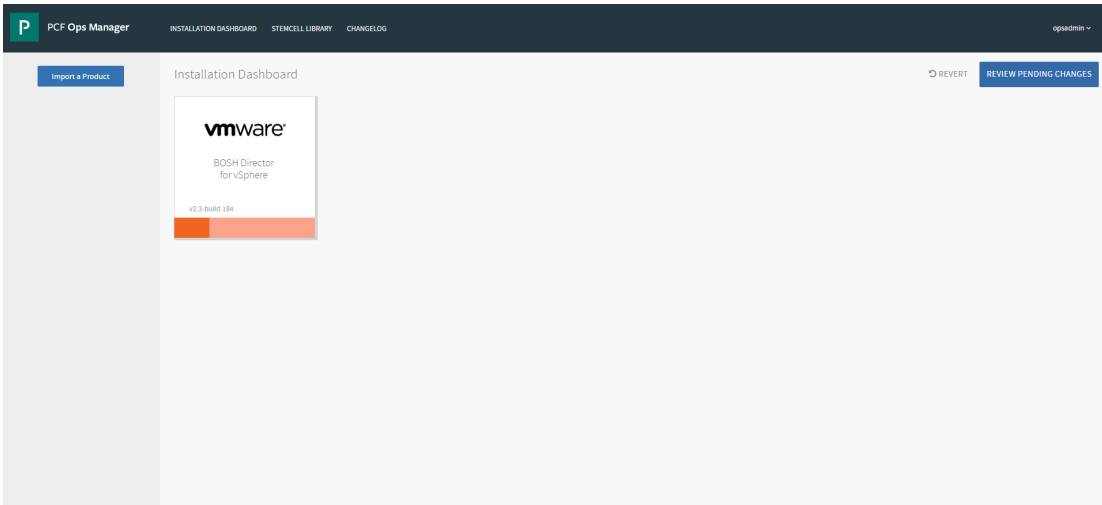 P PCF Ops Manager INSTALLATION DASHBOARD STEMCELL LIBRARY CHANGELOG opsadmin
Import a Product
Installation Dashboard
REVERT
REVIEW PENDING CHANGES
vmware®
BOSH Director
for vSphere
v2.3-build.184